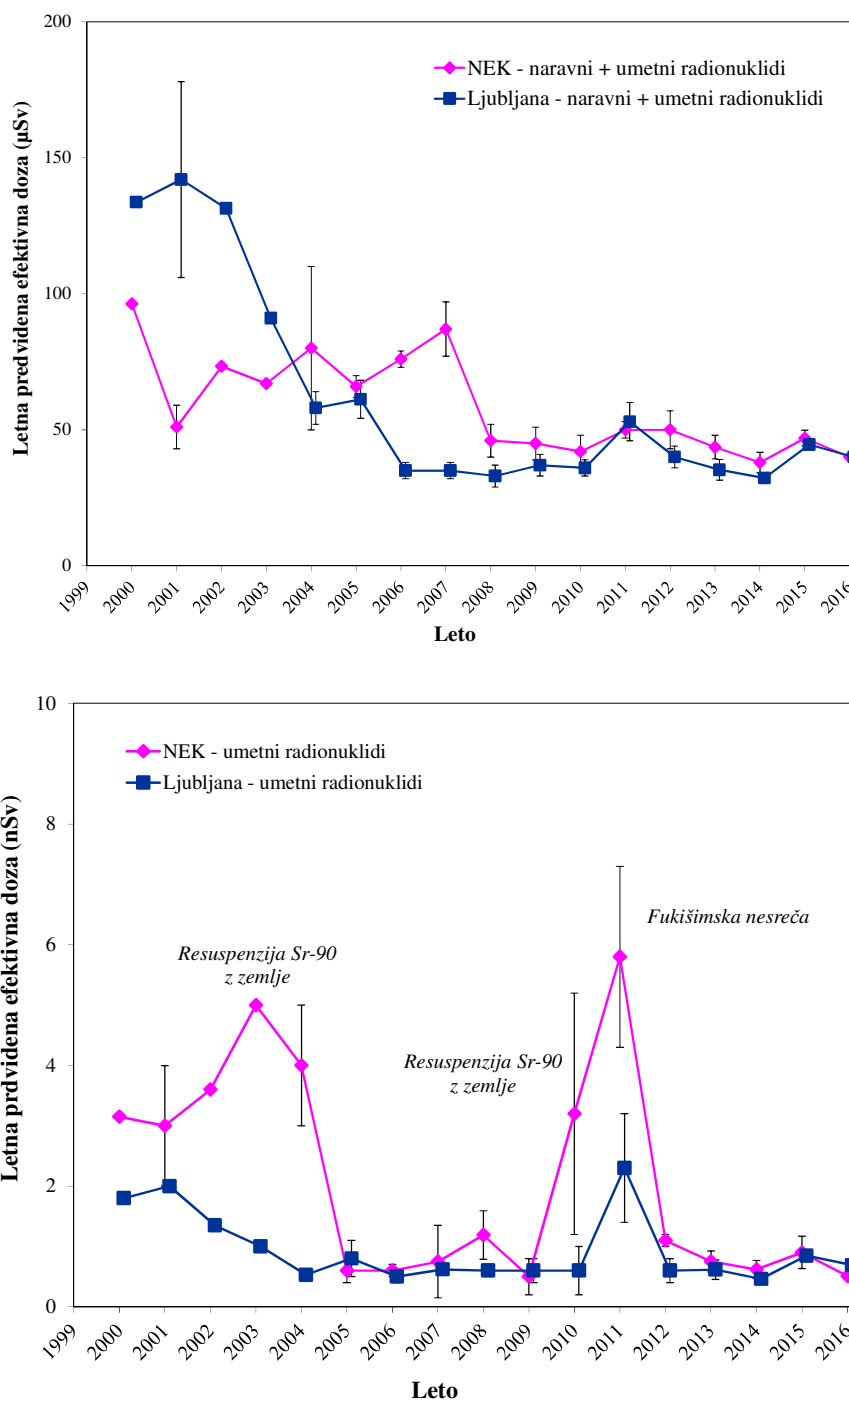 200
150
100
50
0
Letna predvidena efektivna doza (µSv)
NEK - naravni + umetni radionuklidi
Ljubljana - naravni + umetni radionuklidi
1999 2000 2001 2002 2003 2004 2005 2006 2007 2008 2009 2010 2011 2012 2013 2014 2015 2016
Leto
10
8
6
4
2
0
Letna prdvidena efektivna doza (nSv)
NEK - umetni radionuklidi
Ljubljana - umetni radionuklidi
Fukišimska nesreča
Resuspenzija Sr-90
z zemlje
Resuspenzija Sr-90
z zemlje
1999 2000 2001 2002 2003 2004 2005 2006 2007 2008 2009 2010 2011 2012 2013 2014 2015 2016
Leto